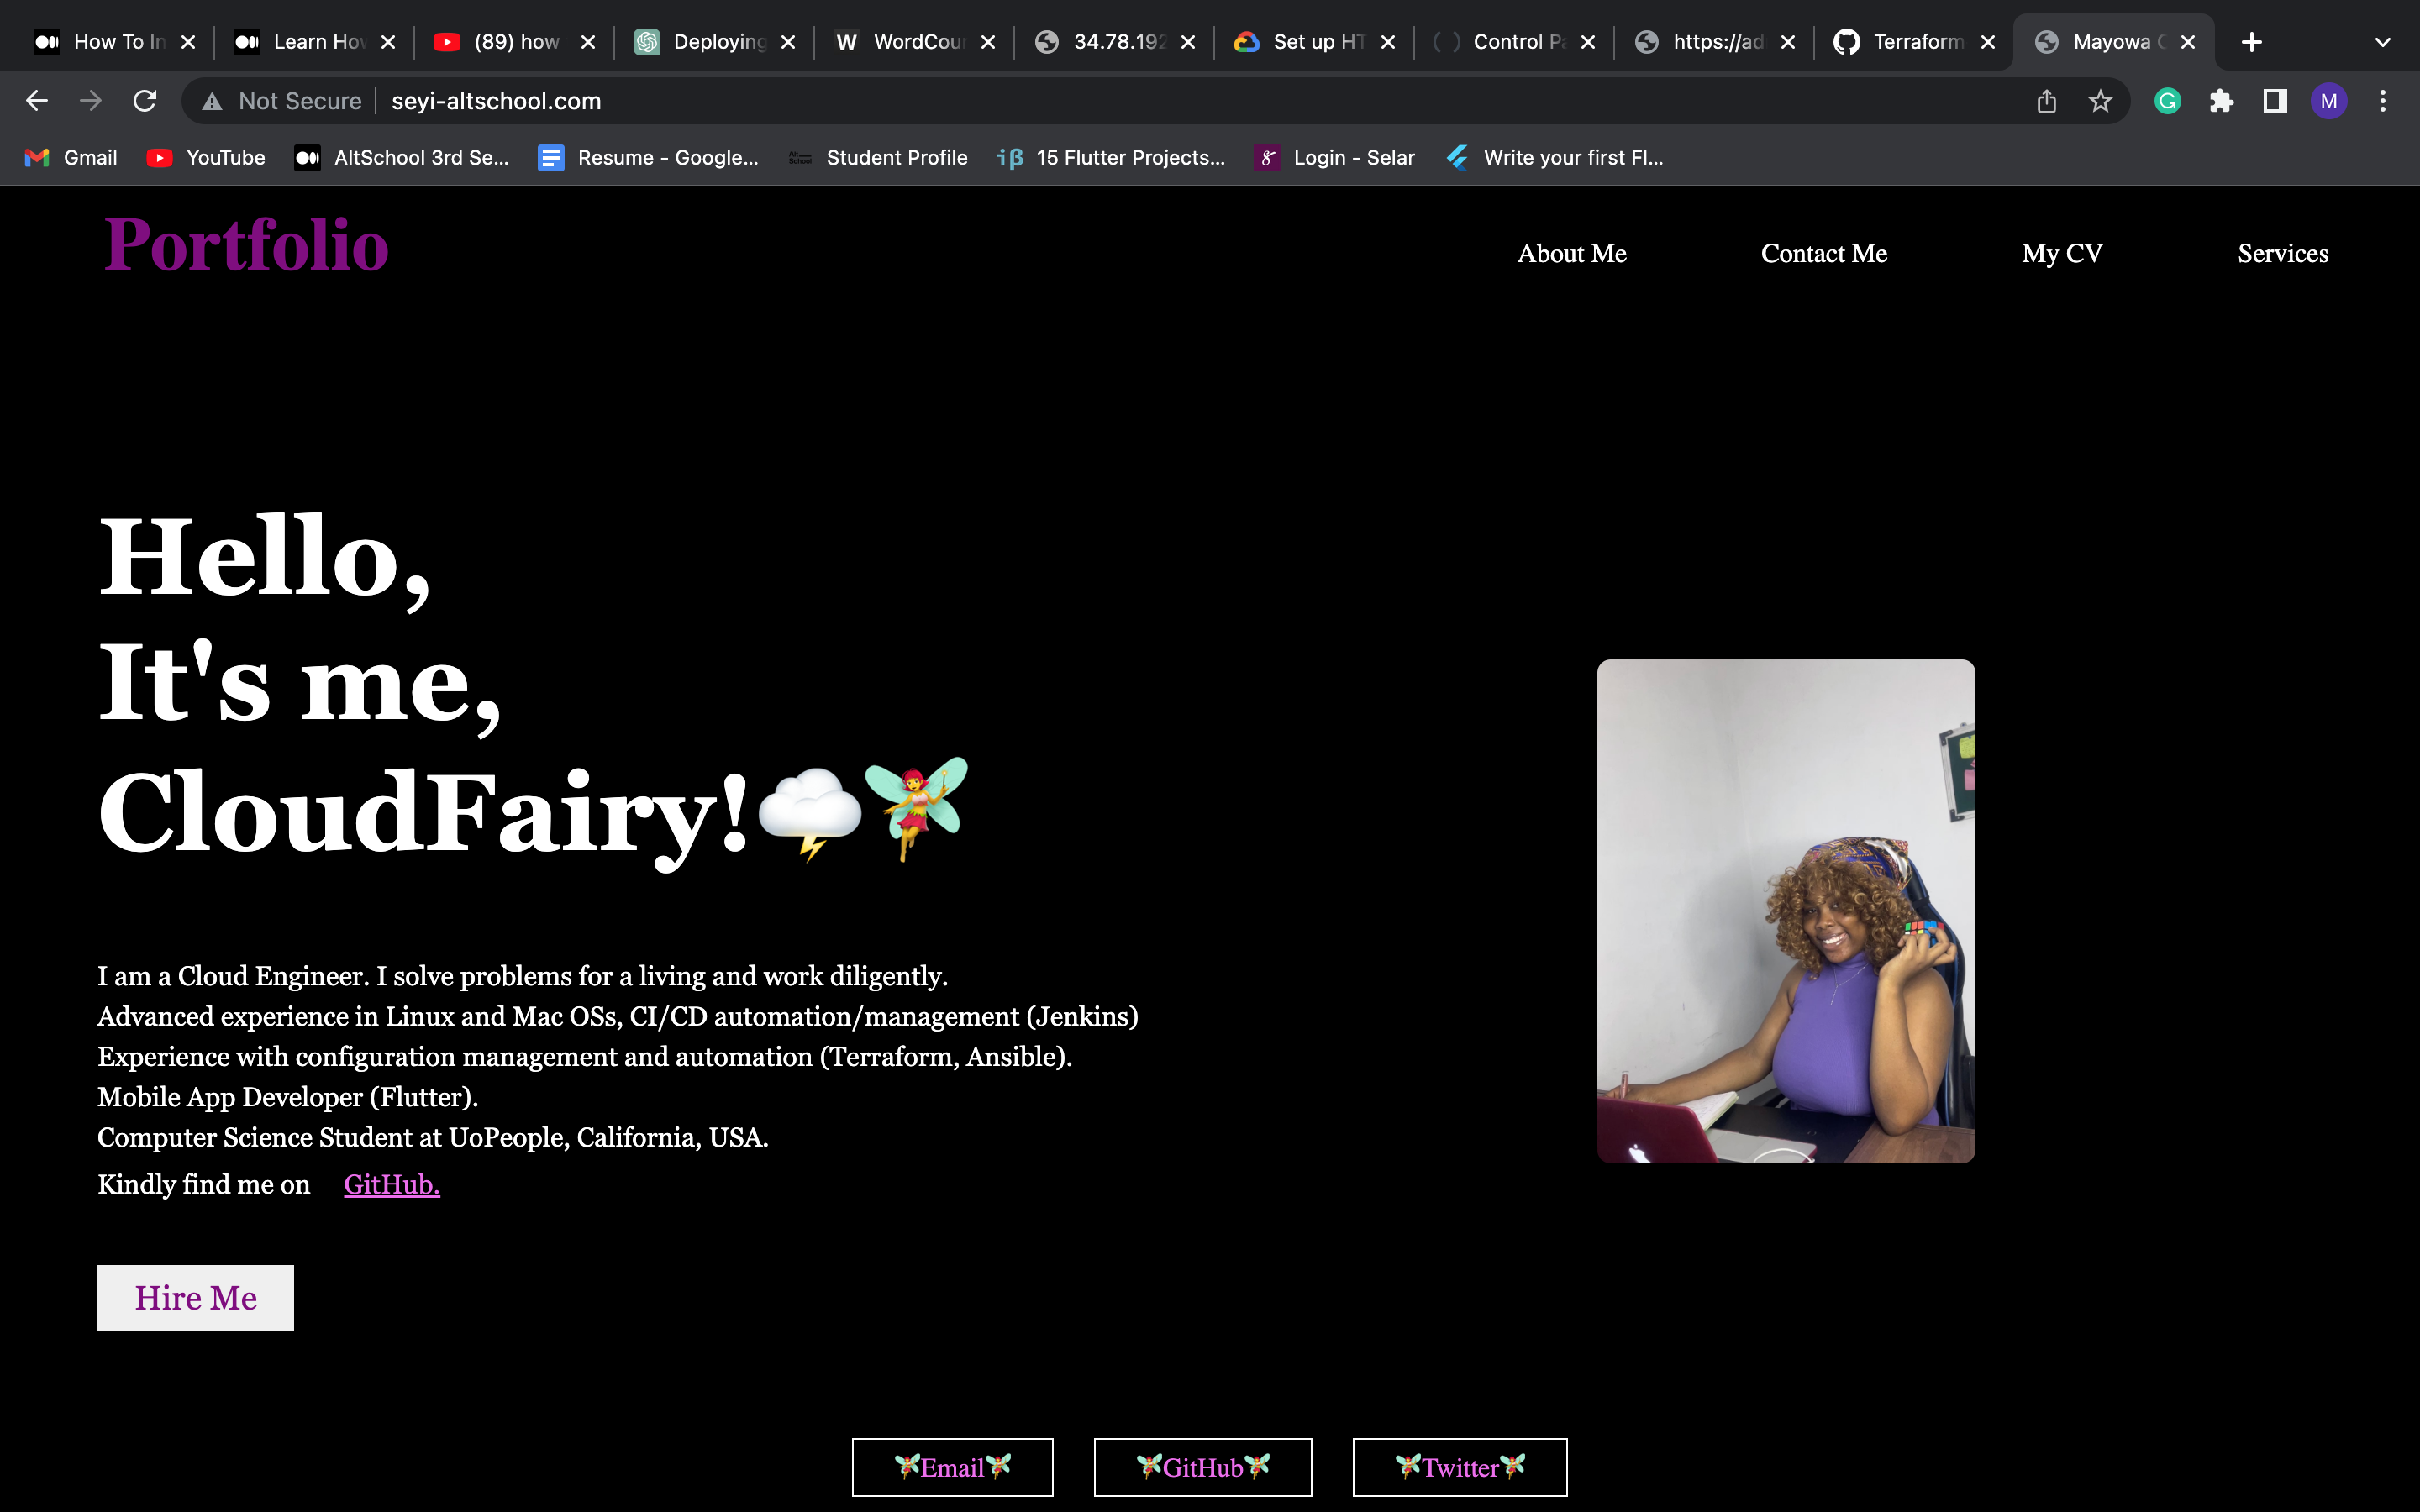 How To In
Learn How
(89) how
Deploying
WordCou
34.78.192
Set up HT
Control Pa
https://ad
Terraform
Mayowa
Not Secure
seyi-altschool.com
M
Gmail
YouTube
AltSchool 3rd Se...
Resume - Google...
Student Profile
15 Flutter Projects...
Login - Selar
Write your first Fl...
Portfolio
About Me
Contact Me
My CV
Services
Hello,
It's me,
CloudFairy!🌩️🧚‍♀️
I am a Cloud Engineer. I solve problems for a living and work diligently.
Advanced experience in Linux and Mac OSs, CI/CD automation/management (Jenkins)
Experience with configuration management and automation (Terraform, Ansible).
Mobile App Developer (Flutter).
Computer Science Student at UoPeople, California, USA.
Kindly find me on GitHub.
Hire Me
🧚‍♀️Email🧚‍♀️
🧚‍♀️GitHub🧚‍♀️
🧚‍♀️Twitter🧚‍♀️